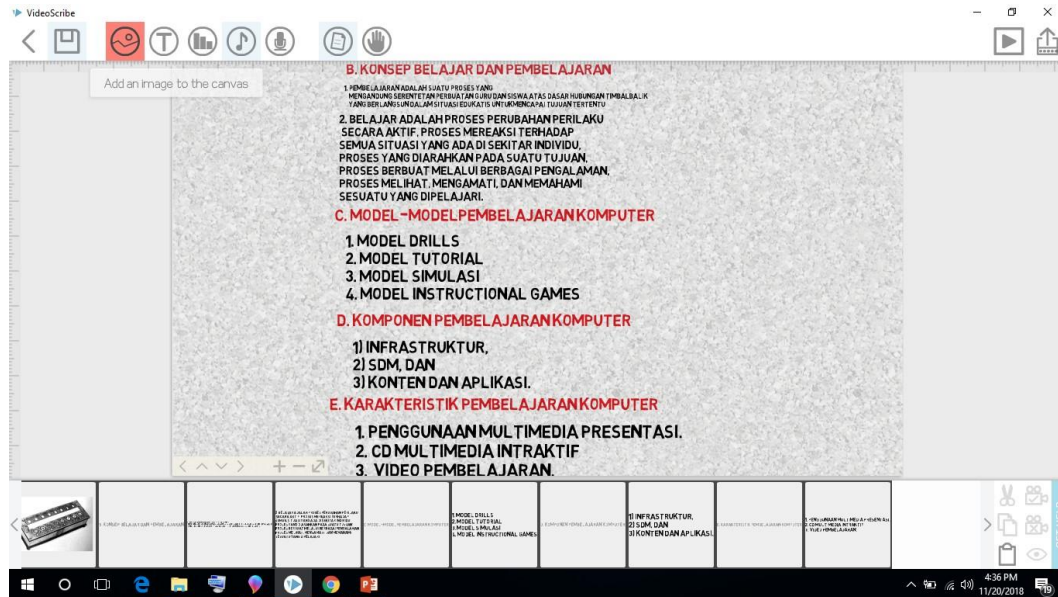 VideoScribe
Add an image to the canvas
B. KONSEP BELAJAR DAN PEMBELAJARAN
1. PEMBELAJARAN ADALAH SUATU PROSES YANG
MENGANDUNG SERENTETAN PERBUATAN GURU DAN SISWA ATAS DASAR HUBUNGAN TIMBALBALIK
YANG BERLANGSUNG DALAM SITUASI EDUKATIS UNTUK MENCAPAI TUJUAN TERTENTU
2. BELAJAR ADALAH PROSES PERUBAHAN PERILAKU
SECARA AKTIF, PROSES MEREAKSI TERHADAP
SEMUA SITUASI YANG ADA DI SEKITAR INDIVIDU,
PROSES YANG DIARAHKAN PADA SUATU TUJUAN,
PROSES BERBUAT MELALUI BERBAGAI PENGALAMAN,
PROSES MELIHAT, MENGAMATI, DAN MEMAHAMI
SESUATU YANG DIPELAJARI.
C. MODEL-MODEL PEMBELAJARAN KOMPUTER
1. MODEL DRILLS
2. MODEL TUTORIAL
3. MODEL SIMULASI
4. MODEL INSTRUCTIONAL GAMES
D. KOMPONEN PEMBELAJARAN KOMPUTER
1) INFRASTRUKTUR,
2) SDM, DAN
3) KONTEN DAN APLIKASI.
E. KARAKTERISTIK PEMBELAJARAN KOMPUTER
1. PENGGUNAAN MULTIMEDIA PRESENTASI.
2. CD MULTIMEDIA INTRAKTIF
3. VIDEO PEMBELAJARAN.
1. MODEL DRILLS
2. MODEL TUTORIAL
3. MODEL SIMULASI
4. MODEL INSTRUCTIONAL GAMES
1) INFRASTRUKTUR,
2) SDM, DAN
3) KONTEN DAN APLIKASI.
4:36 PM
11/20/2018
19